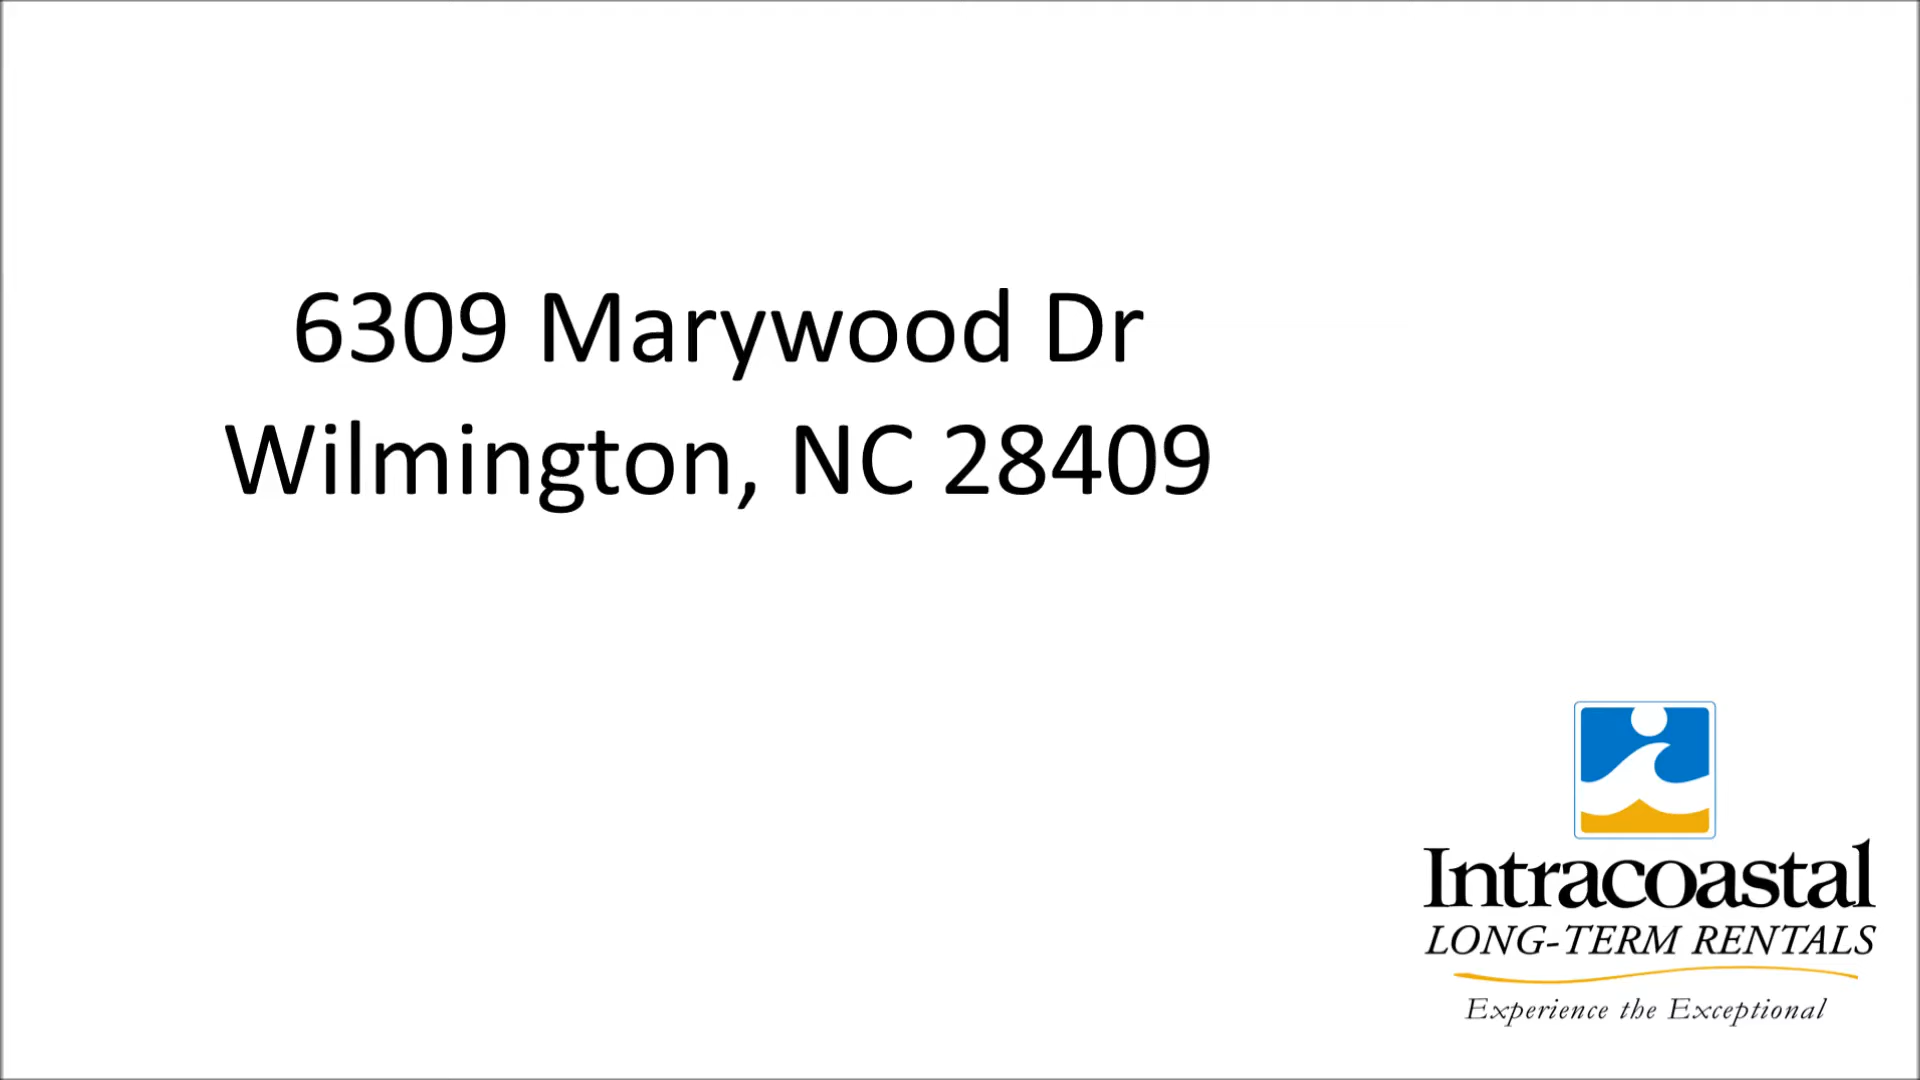 6309 Marywood Dr
Wilmington, NC 28409
Intracoastal
LONG-TERM RENTALS
Experience the Exceptional